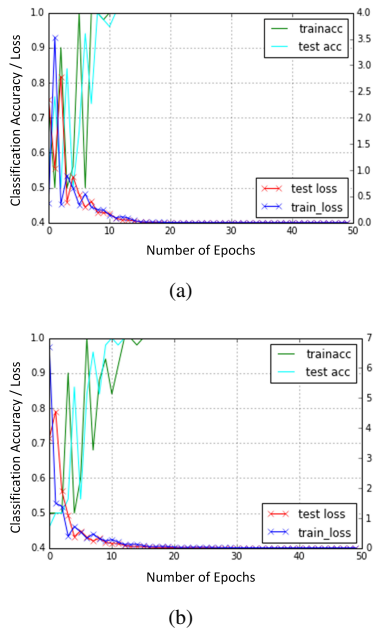 1.0
0.9
0.8
0.7
0.6
0.5
0.4
4.0
3.5
3.0
2.5
2.0
1.5
1.0
0.5
0.0
0 10 20 30 40 50
Classification Accuracy / Loss
trainacc
test acc
test loss
train_loss
Number of Epochs
(a)
1.0
0.9
0.8
0.7
0.6
0.5
0.4
7
6
5
4
3
2
1
0
0 10 20 30 40 50
Classification Accuracy / Loss
trainacc
test acc
test loss
train_loss
Number of Epochs
(b)